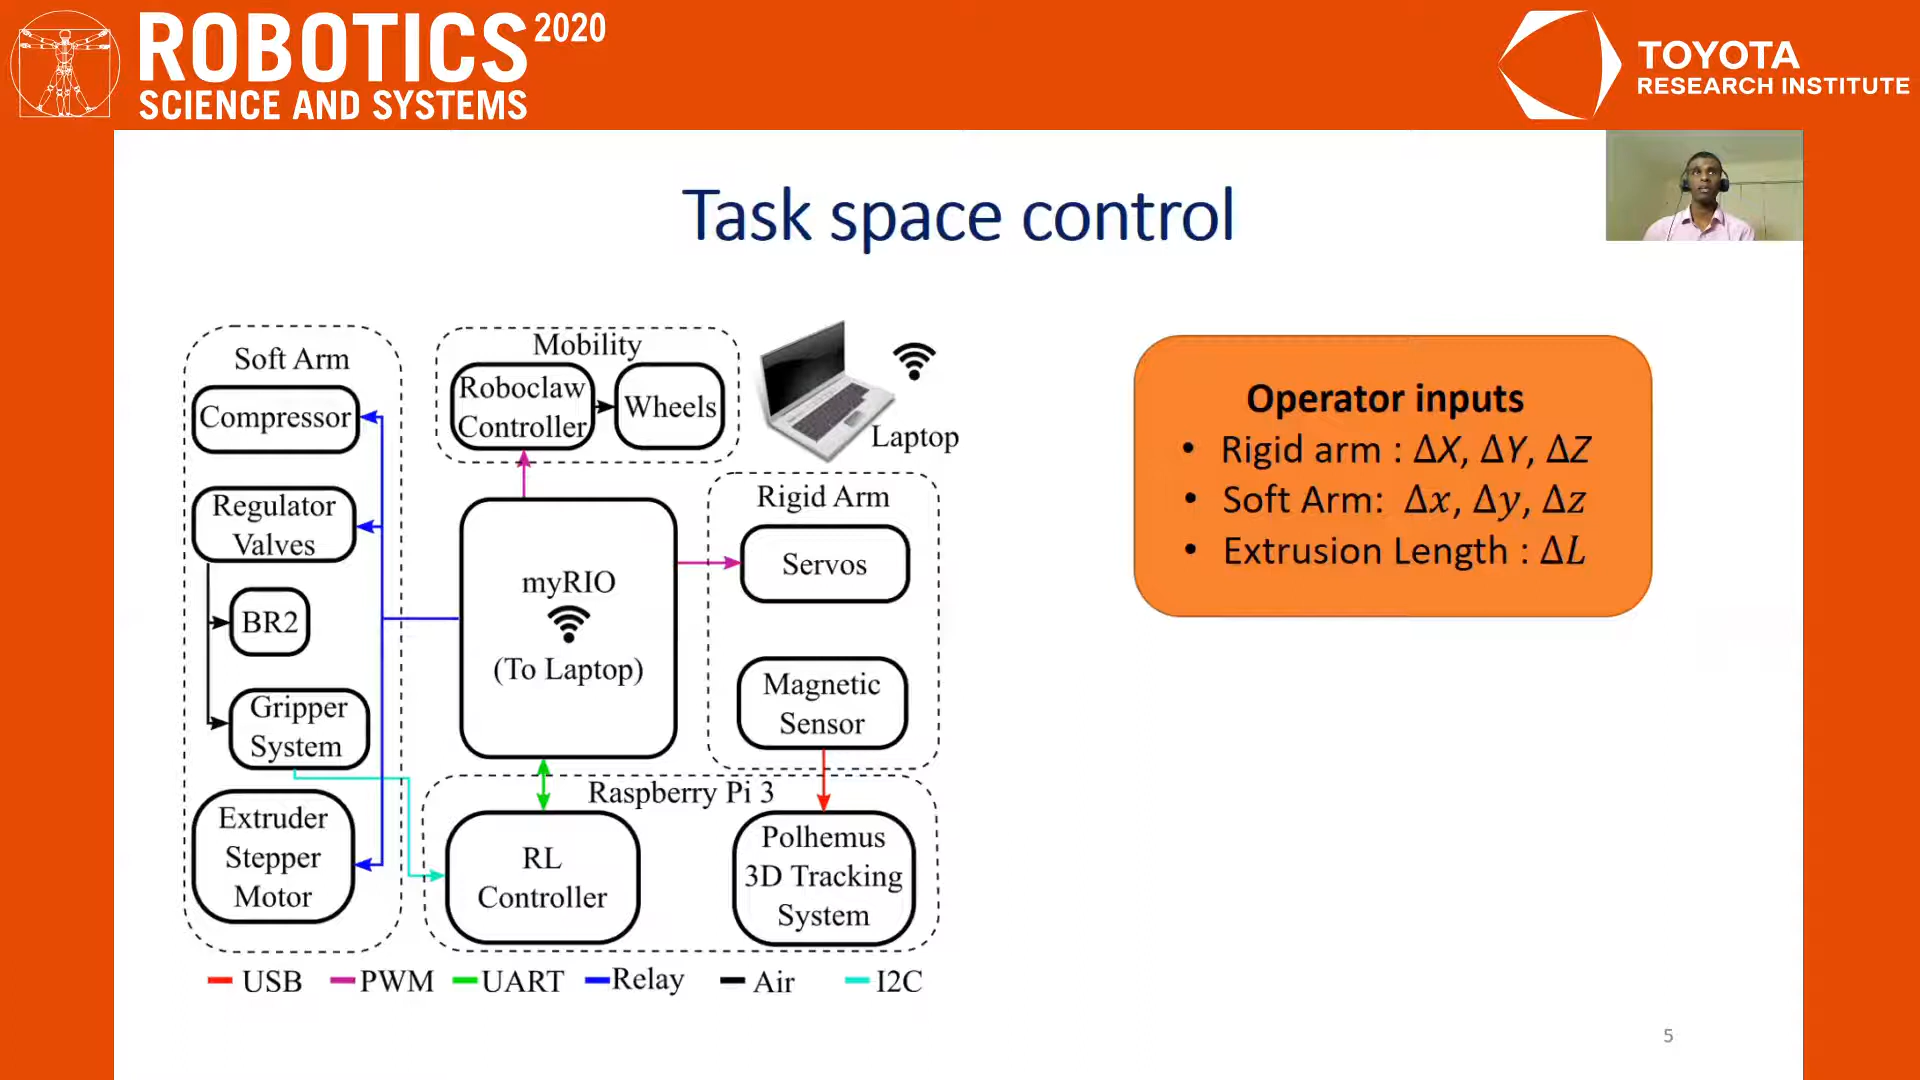 ROBOTICS 2020
SCIENCE AND SYSTEMS
TOYOTA
RESEARCH INSTITUTE
Task space control
Soft Arm
Compressor
Regulator
Valves
BR2
Gripper
System
Extruder
Stepper
Motor
Mobility
Roboclaw
Controller
Wheels
Laptop
myRIO
(To Laptop)
Rigid Arm
Servos
Magnetic
Sensor
Raspberry Pi 3
RL
Controller
Polhemus
3D Tracking
System
USB PWM UART Relay Air I2C
Operator inputs
• Rigid arm : ΔX, ΔY, ΔZ
• Soft Arm: Δx, Δy, Δz
• Extrusion Length : ΔL
5